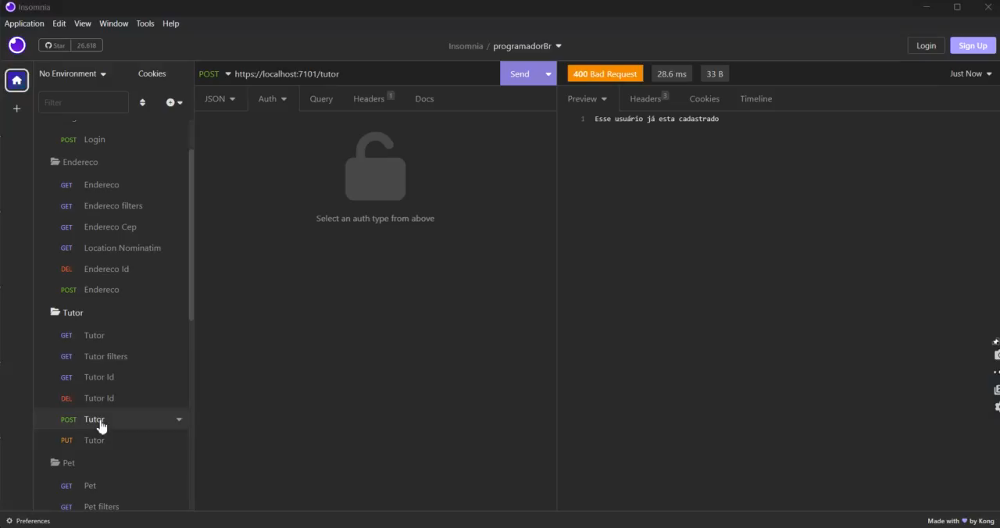 Insomnia
Application Edit View Window Tools Help
Star 26.618
Insomnia / programadorBr
Login Sign Up
No Environment Cookies
POST https://localhost:7101/tutor Send
400 Bad Request 28.6 ms 33 B Just Now
Filter
JSON Auth Query Headers 1 Docs
Preview Headers 3 Cookies Timeline
1 Esse usuário já esta cadastrado
POST Login
Endereco
GET Endereco
GET Endereco filters
GET Endereco Cep
GET Location Nominatim
DEL Endereco Id
POST Endereco
Tutor
GET Tutor
GET Tutor filters
GET Tutor Id
DEL Tutor Id
POST Tutor
PUT Tutor
Pet
GET Pet
GET Pet filters
Select an auth type from above
Preferences
Made with 💜 by Kong